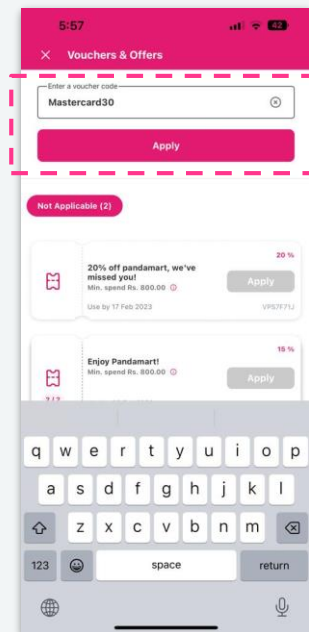 5:57
42
Vouchers & Offers
Enter a voucher code
Mastercard30
Apply
Not Applicable (2)
20 %
20% off pandamart, we've
missed you!
Min. spend Rs. 800.00
Apply
Use by 17 Feb 2023
15 %
Enjoy Pandamart!
Min. spend Rs. 800.00
Apply
q w e r t y u i o p
a s d f g h j k l
z x c v b n m
123
space
return